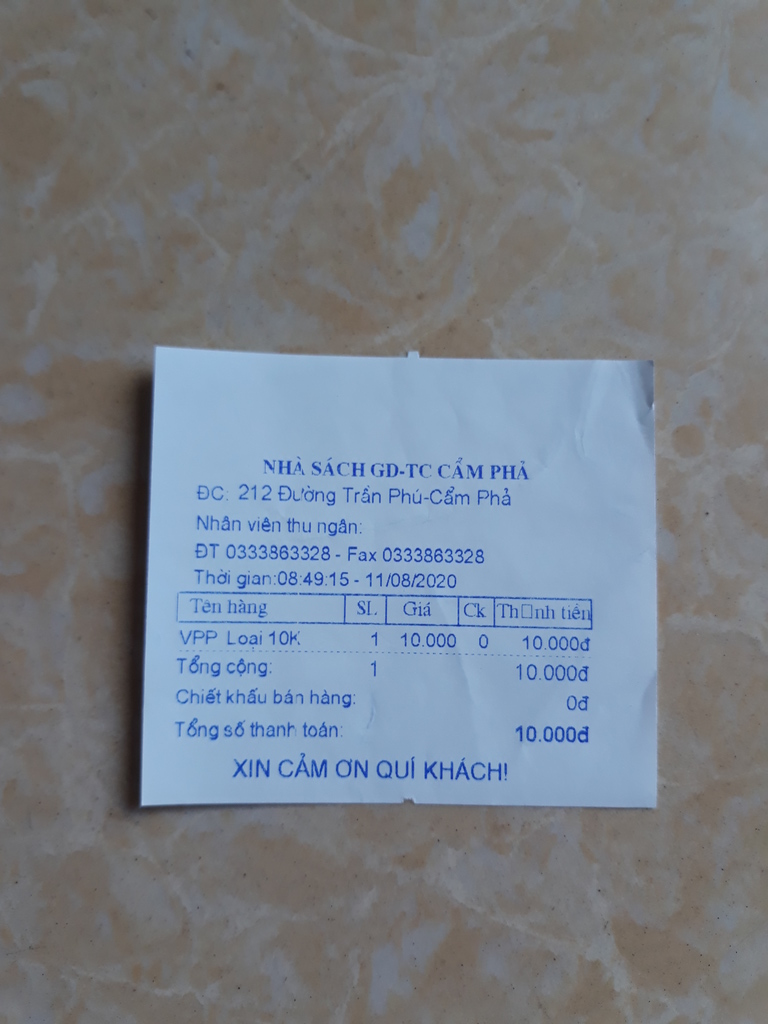 NHÀ SÁCH GD-TC CẨM PHẢ
ĐC: 212 Đường Trần Phú-Cẩm Phả
Nhân viên thu ngân:
ĐT 0333863328 - Fax 0333863328
Thời gian:08:49:15 - 11/08/2020
Tên hàng SL Giá Ck Th□nh tiền
VPP Loại 10K 1 10.000 0 10.000đ
Tổng cộng: 1 10.000đ
Chiết khấu bán hàng: 0đ
Tổng số thanh toán: 10.000đ
XIN CẢM ƠN QUÍ KHÁCH!